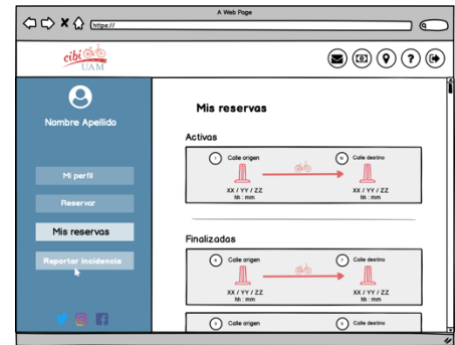 A Web Page
https://
cibi
UAM
Nombre Apellido
Mi perfil
Reservar
Mis reservas
Reportar incidencia
Mis reservas
Activas
Calle origen
Calle destino
XX / YY / ZZ
hh : mm
XX / YY / ZZ
hh : mm
Finalizadas
Calle origen
Calle destino
XX / YY / ZZ
hh : mm
XX / YY / ZZ
hh : mm
Calle origen
Calle destino